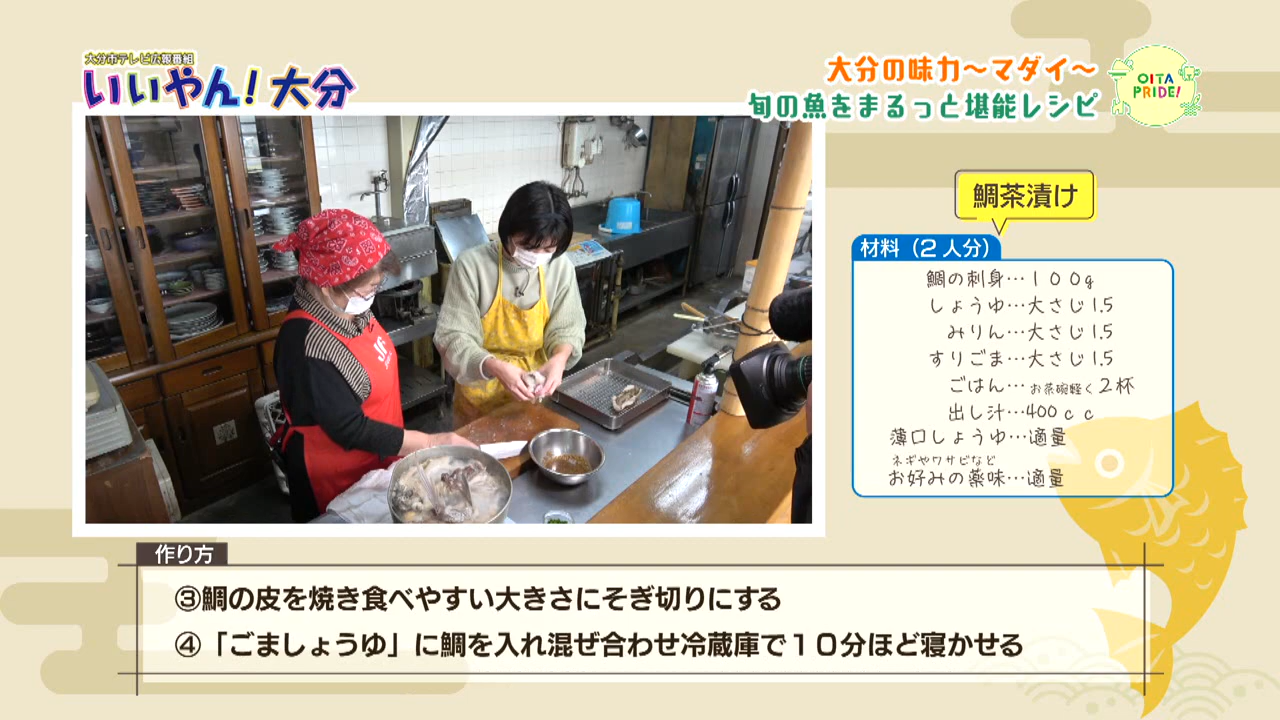 大分市テレビ広報番組
いいやん!大分
大分の味力～マダイ～
旬の魚をまるっと堪能レシピ
OITA
PRIDE!
鯛茶漬け
材料(2人分)
鯛の刺身…100g
しょうゆ…大さじ1.5
みりん…大さじ1.5
すりごま…大さじ1.5
ごはん…お茶碗軽く2杯
出し汁…400cc
薄口しょうゆ…適量
ネギやワサビなど
お好みの薬味…適量
JF
作り方
③鯛の皮を焼き食べやすい大きさにそぎ切りにする
④「ごましょうゆ」に鯛を入れ混ぜ合わせ冷蔵庫で10分ほど寝かせる